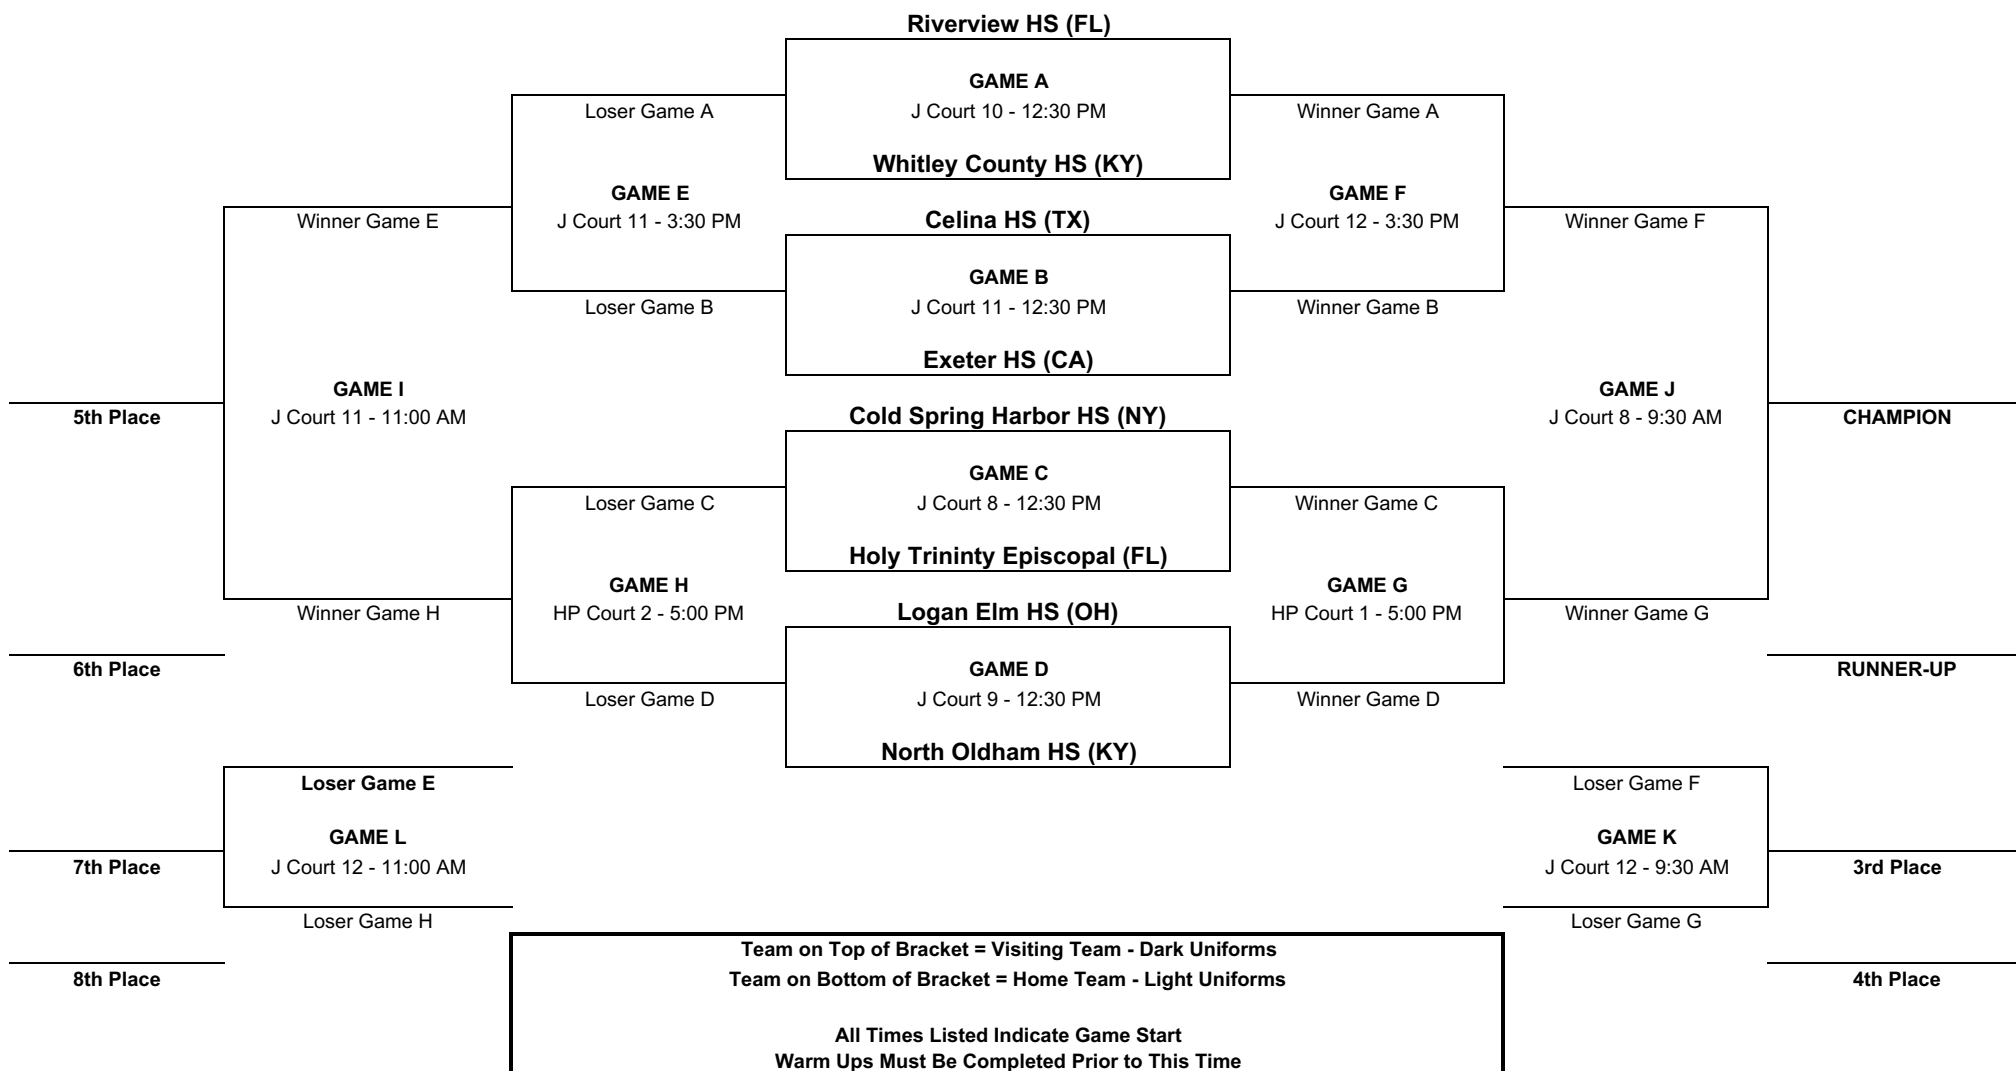 Riverview HS (FL)
GAME A
Loser Game A
J Court 10 - 12:30 PM
Winner Game A
Whitley County HS (KY)
GAME E
GAME F
Winner Game E
J Court 11 - 3:30 PM
Celina HS (TX)
J Court 12 - 3:30 PM
Winner Game F
GAME B
Loser Game B
J Court 11 - 12:30 PM
Winner Game B
Exeter HS (CA)
GAME I
GAME J
5th Place
J Court 11 - 11:00 AM
Cold Spring Harbor HS (NY)
J Court 8 - 9:30 AM
CHAMPION
GAME C
Loser Game C
J Court 8 - 12:30 PM
Winner Game C
Holy Trininty Episcopal (FL)
GAME H
GAME G
Winner Game H
HP Court 2 - 5:00 PM
Logan Elm HS (OH)
HP Court 1 - 5:00 PM
Winner Game G
6th Place
GAME D
RUNNER-UP
Loser Game D
J Court 9 - 12:30 PM
Winner Game D
North Oldham HS (KY)
Loser Game E
Loser Game F
GAME L
GAME K
7th Place
J Court 12 - 11:00 AM
J Court 12 - 9:30 AM
3rd Place
Loser Game H
Loser Game G
Team on Top of Bracket = Visiting Team - Dark Uniforms
8th Place
Team on Bottom of Bracket = Home Team - Light Uniforms
4th Place
All Times Listed Indicate Game Start
Warm Ups Must Be Completed Prior to This Time